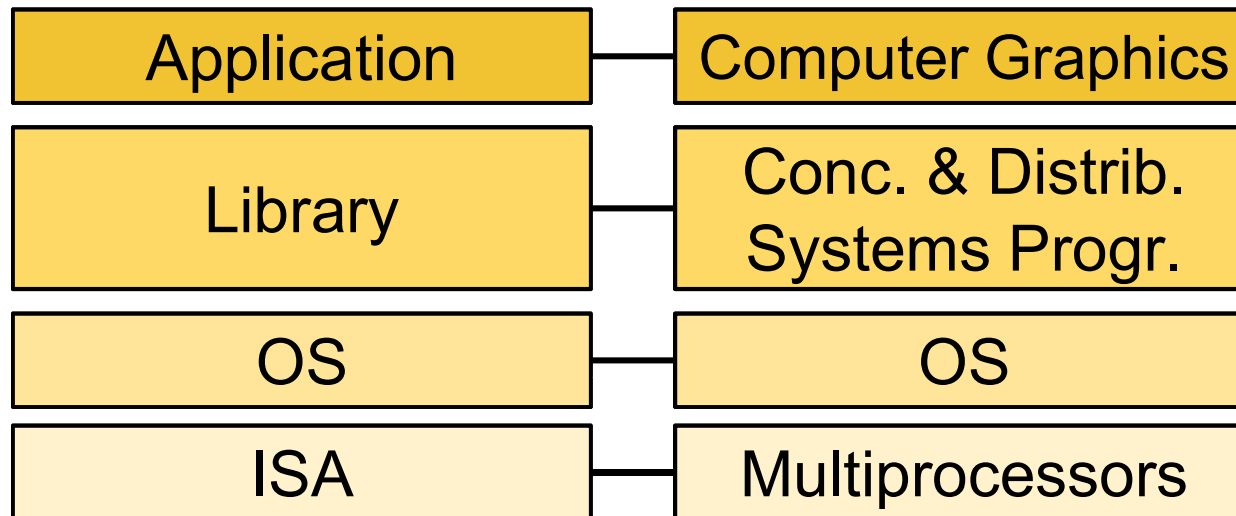 Application
Computer Graphics
Library
Conc. & Distrib.
Systems Progr.
OS
OS
ISA
Multiprocessors